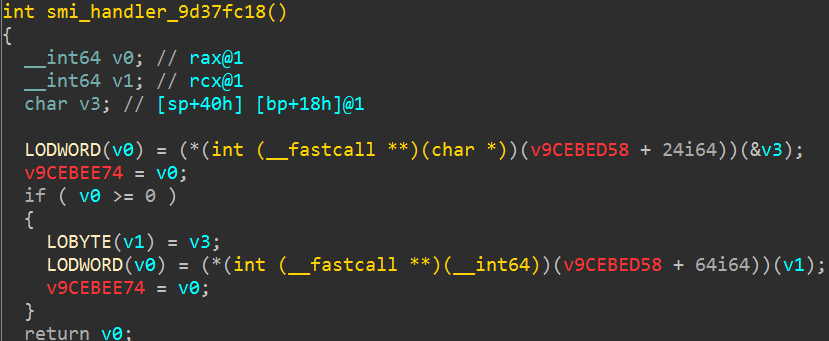 int smi_handler_9d37fc18()
{
  __int64 v0; // rax@1
  __int64 v1; // rcx@1
  char v3; // [sp+40h] [bp+18h]@1
  LODWORD(v0) = (*(int (__fastcall **)(char *))(v9CEBED58 + 24i64))(&v3);
  v9CEBEE74 = v0;
  if ( v0 >= 0 )
  {
    LOBYTE(v1) = v3;
    LODWORD(v0) = (*(int (__fastcall **)(__int64))(v9CEBED58 + 64i64))(v1);
    v9CEBEE74 = v0;
  }
  return v0;